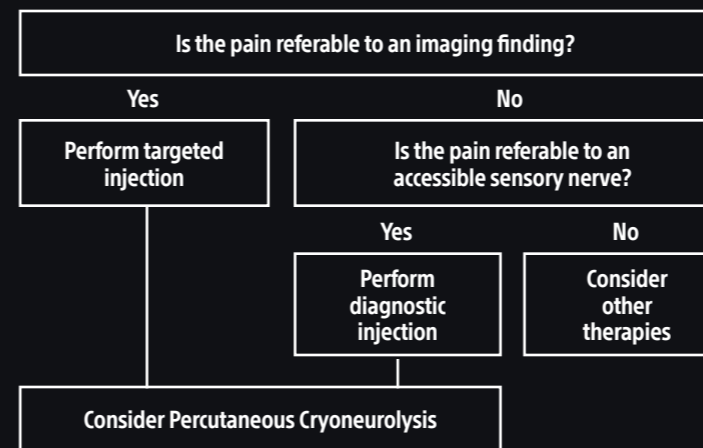 Is the pain referable to an imaging finding?
Yes
No
Perform targeted
injection
Is the pain referable to an
accessible sensory nerve?
Yes
No
Perform
diagnostic
injection
Consider
other
therapies
Consider Percutaneous Cryoneurolysis